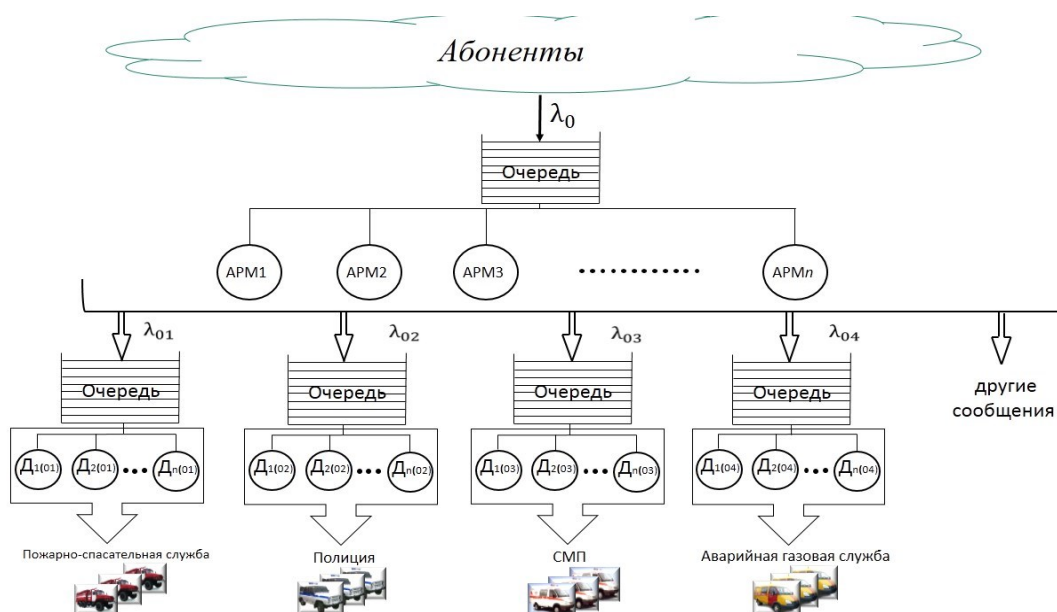 Абоненты
λ0
Очередь
АРМ1 АРМ2 АРМ3 АРМn
λ01 λ02 λ03 λ04
Очередь Очередь Очередь Очередь
другие
сообщения
Д1(01) Д2(01) Дn(01) Д1(02) Д2(02) Дn(02) Д1(03) Д2(03) Дn(03) Д1(04) Д2(04) Дn(04)
Пожарно-спасательная служба Полиция СМП Аварийная газовая служба